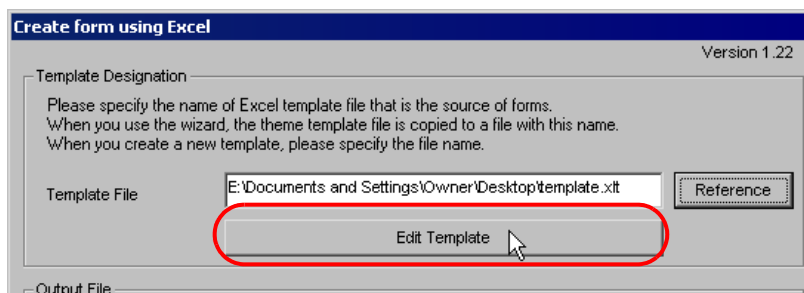 Create form using Excel
Version 1.22
Template Designation
Please specify the name of Excel template file that is the source of forms.
When you use the wizard, the theme template file is copied to a file with this name.
When you create a new template, please specify the file name.
Template File
E:\Documents and Settings\Owner\Desktop\template.xlt
Reference
Edit Template
Output File